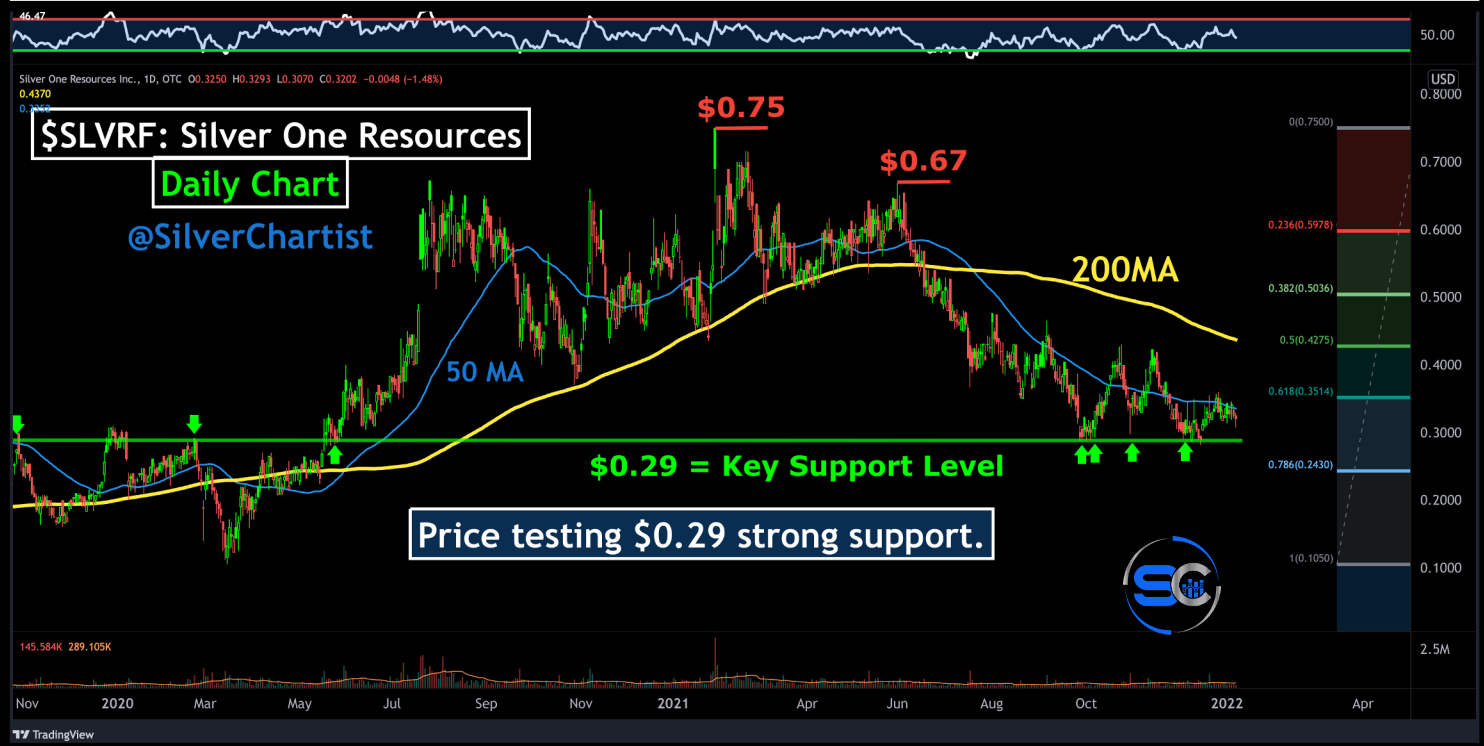 46.47
50.00
Silver One Resources Inc., 1D, OTC O0.3250 H0.3293 L0.3070 C0.3202 −0.0048 (−1.48%)
USD
0.4370
0.8000
$0.75
$SLVRF: Silver One Resources
0(0.7500)
$0.67
0.7000
Daily Chart
0.236(0.5978)
0.6000
@SilverChartist
200MA
0.382(0.5036)
0.5000
0.5(0.4275)
50 MA
0.4000
0.618(0.3514)
0.3000
$0.29 = Key Support Level
0.786(0.2430)
0.2000
Price testing $0.29 strong support.
1(0.1050)
0.1000
SC
145.584K 289.105K
2.5M
Nov 2020 Mar May Jul Sep Nov 2021 Apr Jun Aug Oct 2022 Apr
TradingView